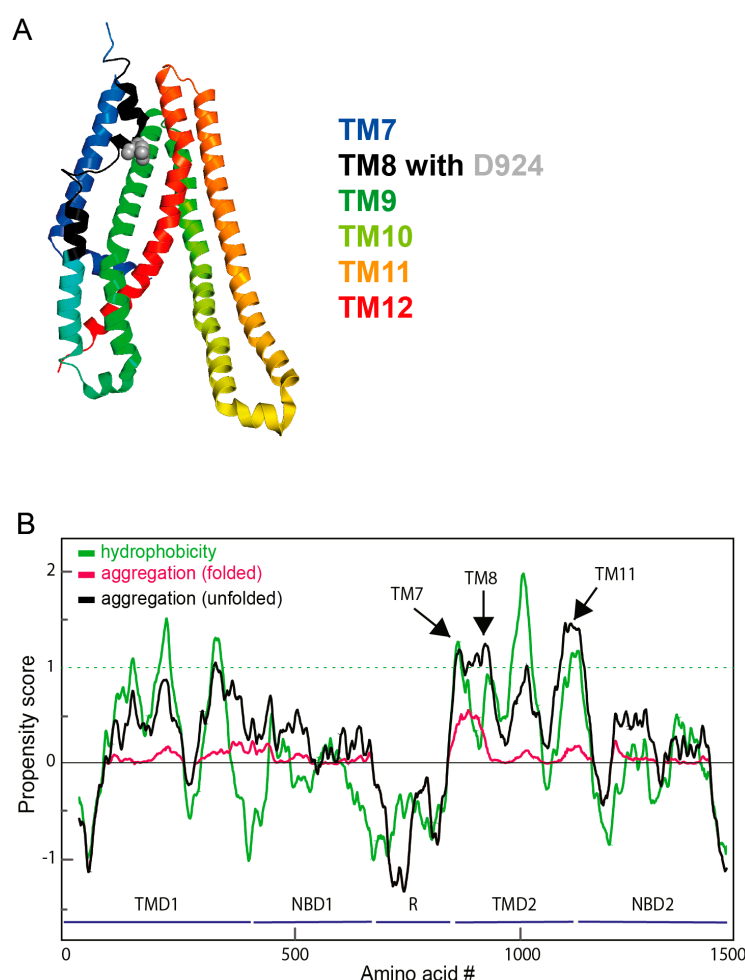 A
TM7
TM8 with D924
TM9
TM10
TM11
TM12
B
hydrophobicity
aggregation (folded)
aggregation (unfolded)
TM7
TM8
TM11
Propensity score
2
1
0
-1
TMD1
NBD1
R
TMD2
NBD2
0
500
1000
1500
Amino acid #